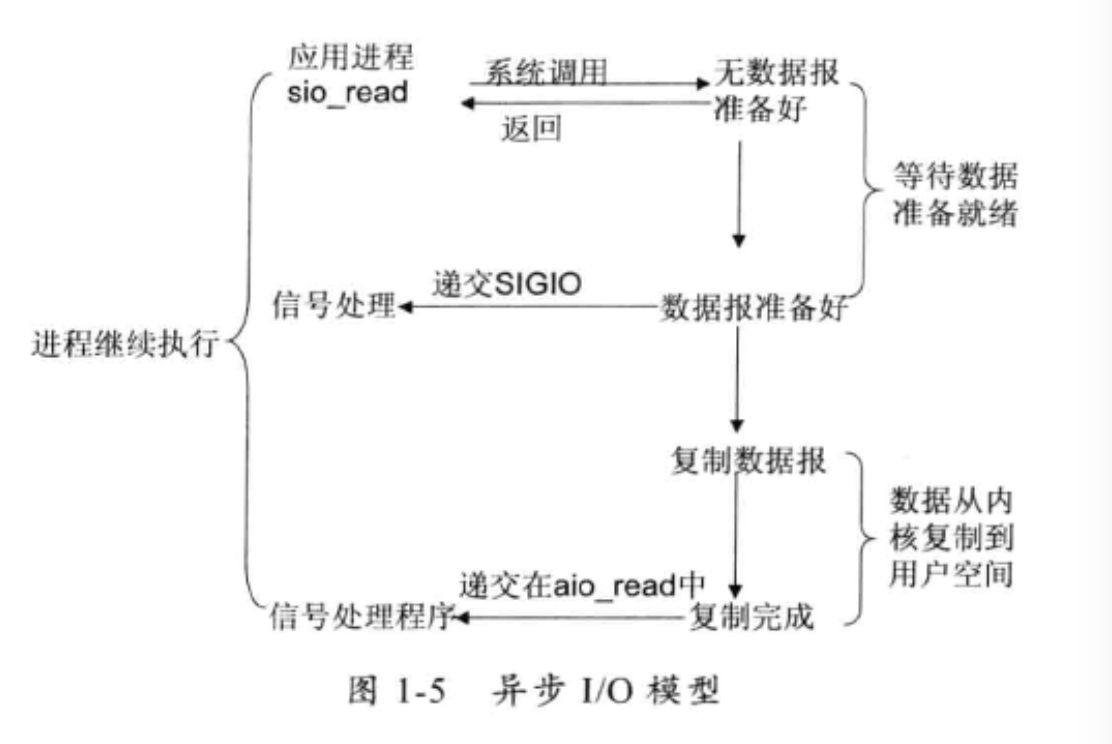 应用进程
sio_read
系统调用
返回
无数据报
准备好
等待数据
准备就绪
信号处理
递交SIGIO
数据报准备好
进程继续执行
复制数据报
数据从内
核复制到
用户空间
递交在aio_read中
信号处理程序
复制完成
图 1-5 异步 I/O 模型